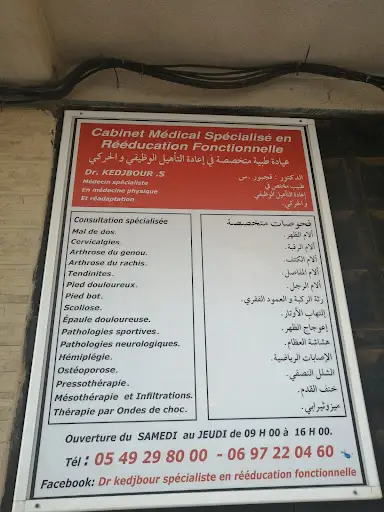 Cabinet Médical Spécialisé en
Rééducation Fonctionnelle
عيادة طبية متخصصة في إعادة التأهيل الوظيفي والحركي
Dr. KEDJBOUR .S
Médecin spécialiste
En médecine physique
Et réadaptation
الدكتور : قجبور .س
طبيب مختص في
إعادة التأهيل الوظيفي
والحركي.
Consultation spécialisée
Mal de dos.
Cervicalgies.
Arthrose du genou.
Arthrose du rachis.
Tendinites.
Pied douloureux.
Pied bot.
Scoliose.
Épaule douloureuse.
Pathologies sportives.
Pathologies neurologiques.
Hémiplégie.
Ostéoporose.
Pressothérapie.
Mésothérapie et Infiltrations.
Thérapie par Ondes de choc.
فحوصات متخصصة
آلام الظهر.
آلام الرقبة.
آلام الكتف.
آلام المفاصل.
آلام الرجل.
رثة الركبة و العمود الفقري.
إلتهاب الأوتار.
إعوجاج الظهر.
هشاشة العظام.
الإصابات الرياضية.
الشلل النصفي.
حنف القدم.
ميزوثيرابي.
Ouverture du SAMEDI au JEUDI de 09 H 00 à 16 H 00.
Tél : 05 49 29 80 00 - 06 97 22 04 60
Facebook: Dr kedjbour spécialiste en rééducation fonctionnelle